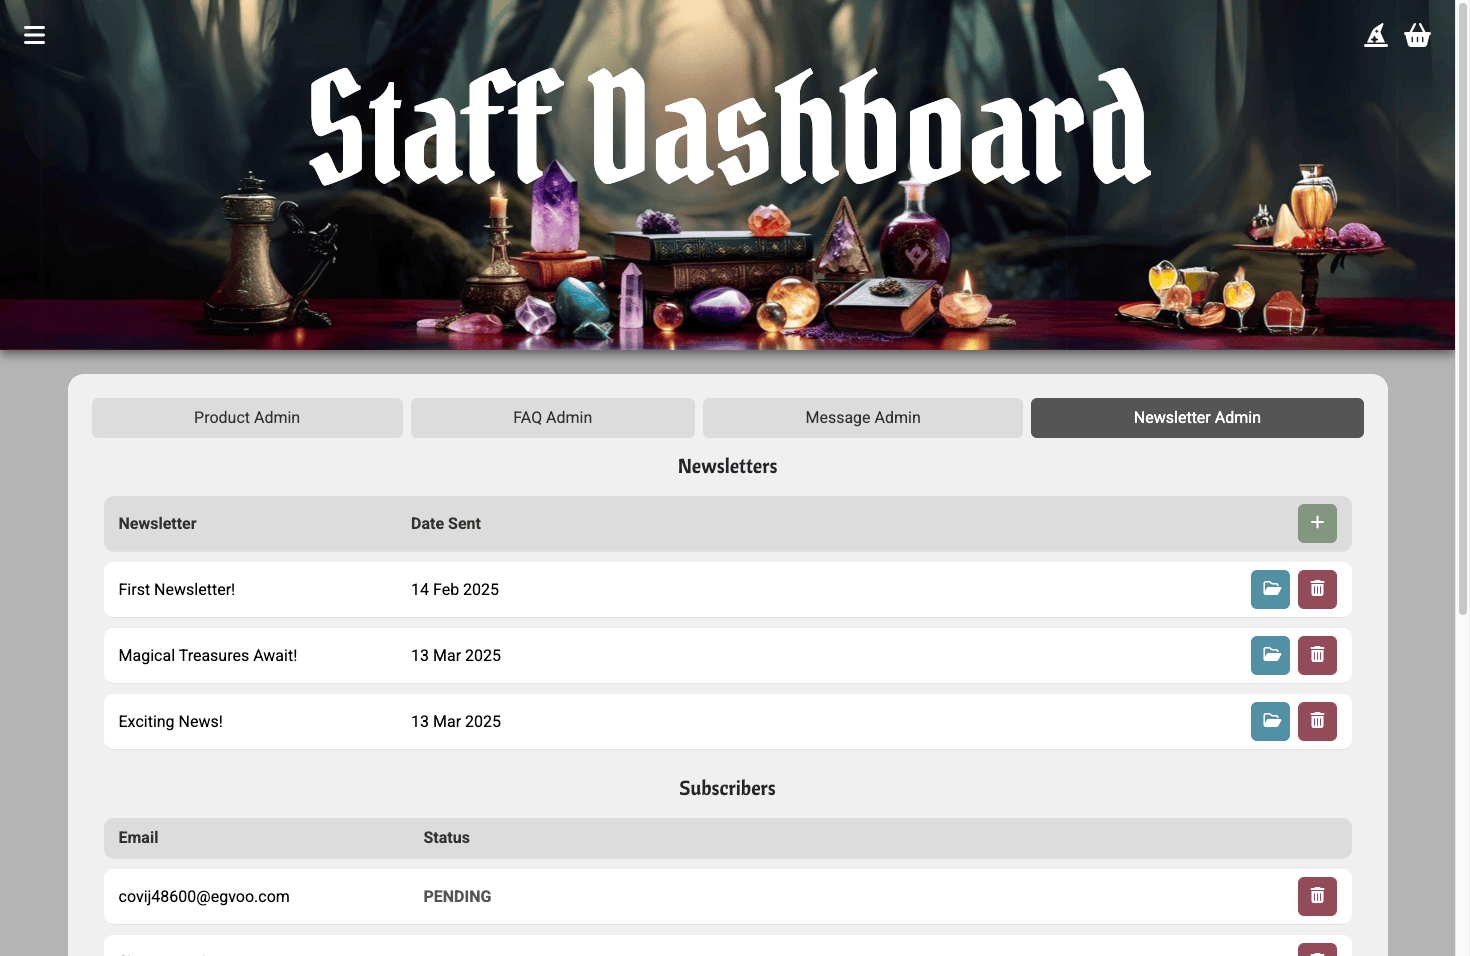 Staff Dashboard
Product Admin
FAQ Admin
Message Admin
Newsletter Admin
Newsletters
Newsletter Date Sent
First Newsletter! 14 Feb 2025
Magical Treasures Await! 13 Mar 2025
Exciting News! 13 Mar 2025
Subscribers
Email Status
covij48600@egvoo.com PENDING